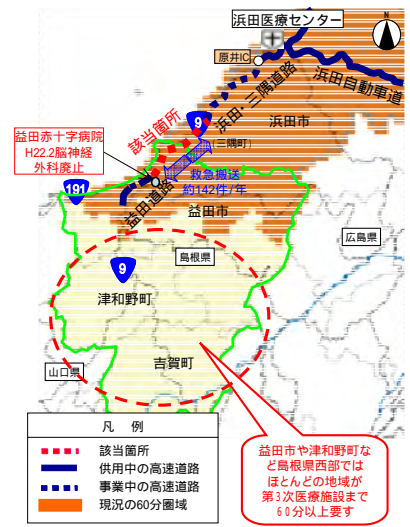 浜田医療センター
原井IC
浜田自動車道
浜田・三隅道路
9
該当箇所
浜田市
(三隅町)
益田赤十字病院
H22.2脳神経
外科廃止
救急搬送
約142件/年
191
益田道路
益田市
島根県
広島県
9
津和野町
吉賀町
山口県
凡 例
該当箇所
供用中の高速道路
事業中の高速道路
現況の60分圏域
益田市や津和野町な
ど島根県西部では
ほとんどの地域が
第3次医療施設まで
60分以上要す